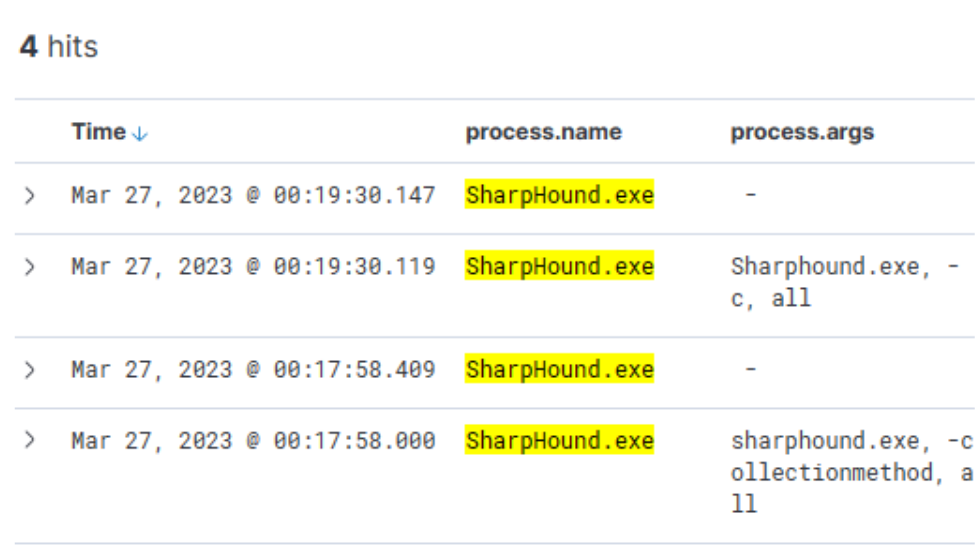 4 hits
Time process.name process.args
Mar 27, 2023 @ 00:19:30.147 SharpHound.exe -
Mar 27, 2023 @ 00:19:30.119 SharpHound.exe Sharphound.exe, -
c, all
Mar 27, 2023 @ 00:17:58.409 SharpHound.exe -
Mar 27, 2023 @ 00:17:58.000 SharpHound.exe sharphound.exe, -c
ollectionmethod, a
ll